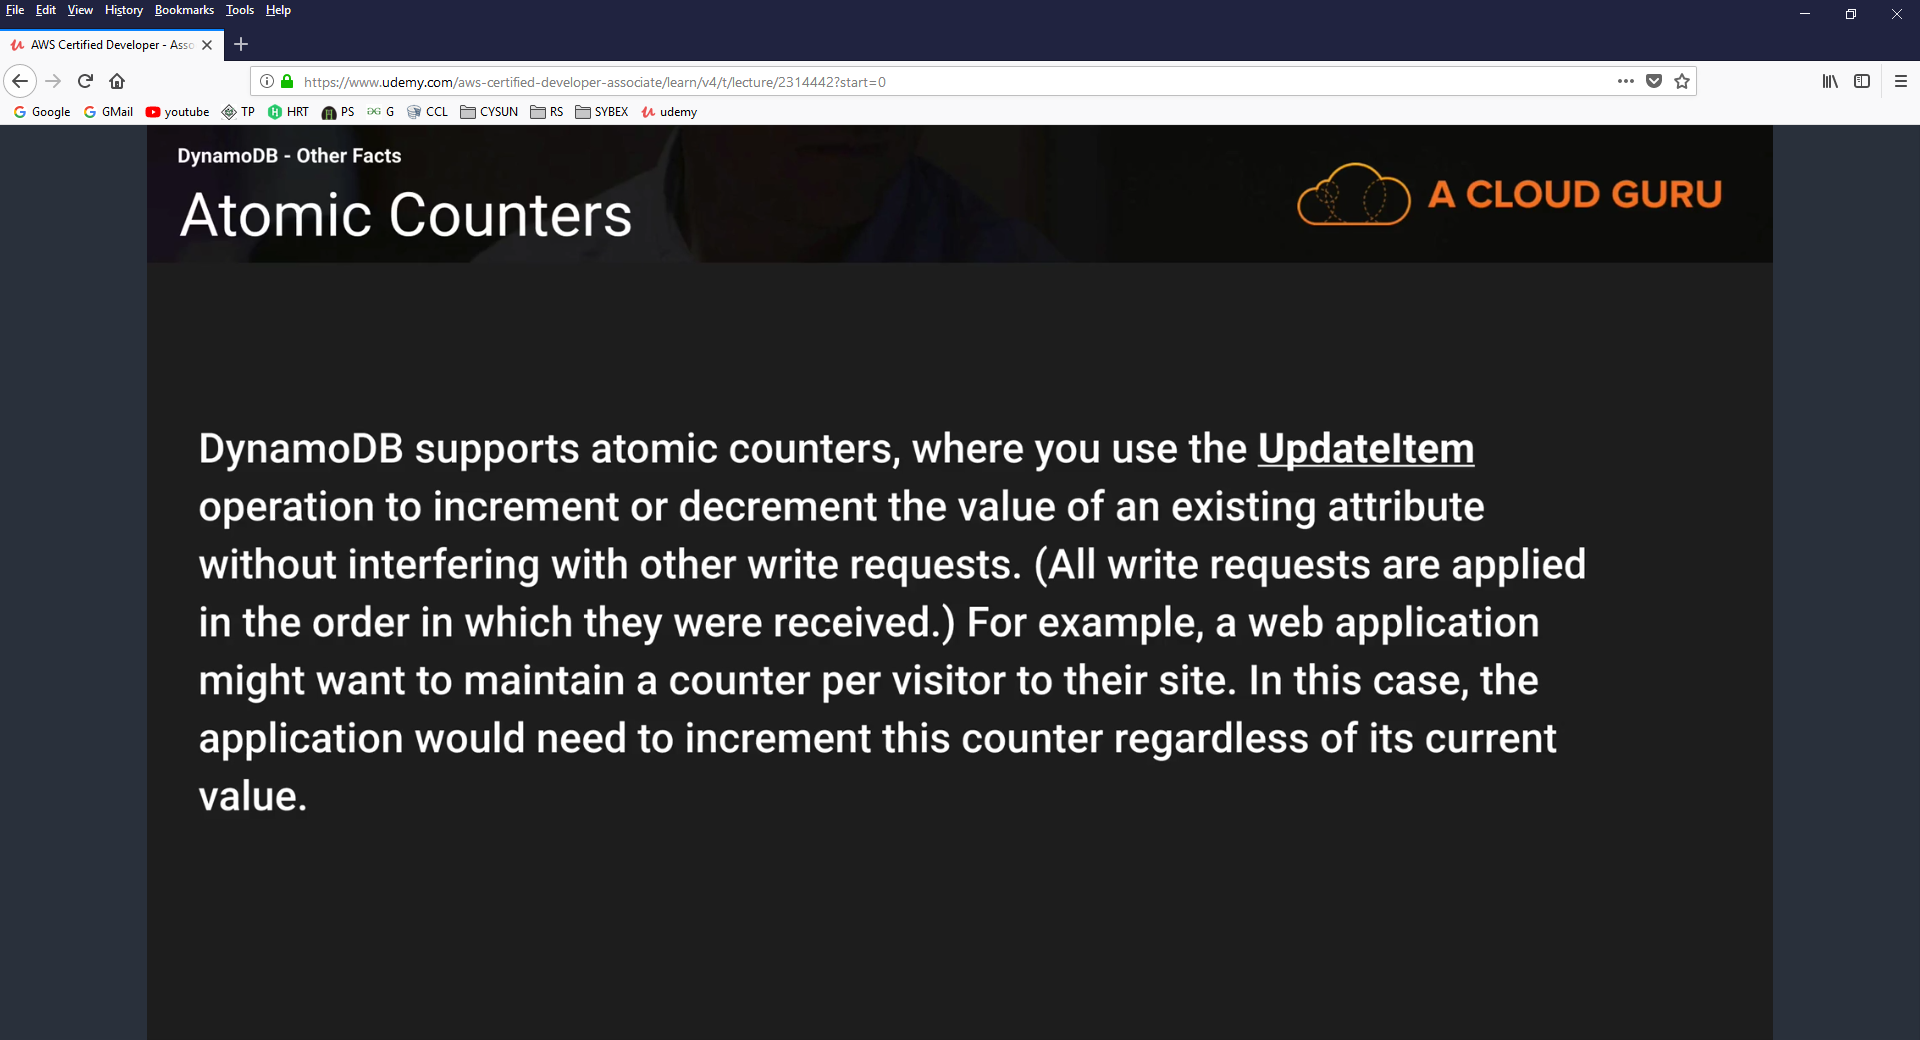 File Edit View History Bookmarks Tools Help
AWS Certified Developer - Asso
https://www.udemy.com/aws-certified-developer-associate/learn/v4/t/lecture/2314442?start=0
Google GMail youtube TP HRT PS G CCL CYSUN RS SYBEX udemy
DynamoDB - Other Facts
Atomic Counters
A CLOUD GURU
DynamoDB supports atomic counters, where you use the UpdateItem
operation to increment or decrement the value of an existing attribute
without interfering with other write requests. (All write requests are applied
in the order in which they were received.) For example, a web application
might want to maintain a counter per visitor to their site. In this case, the
application would need to increment this counter regardless of its current
value.